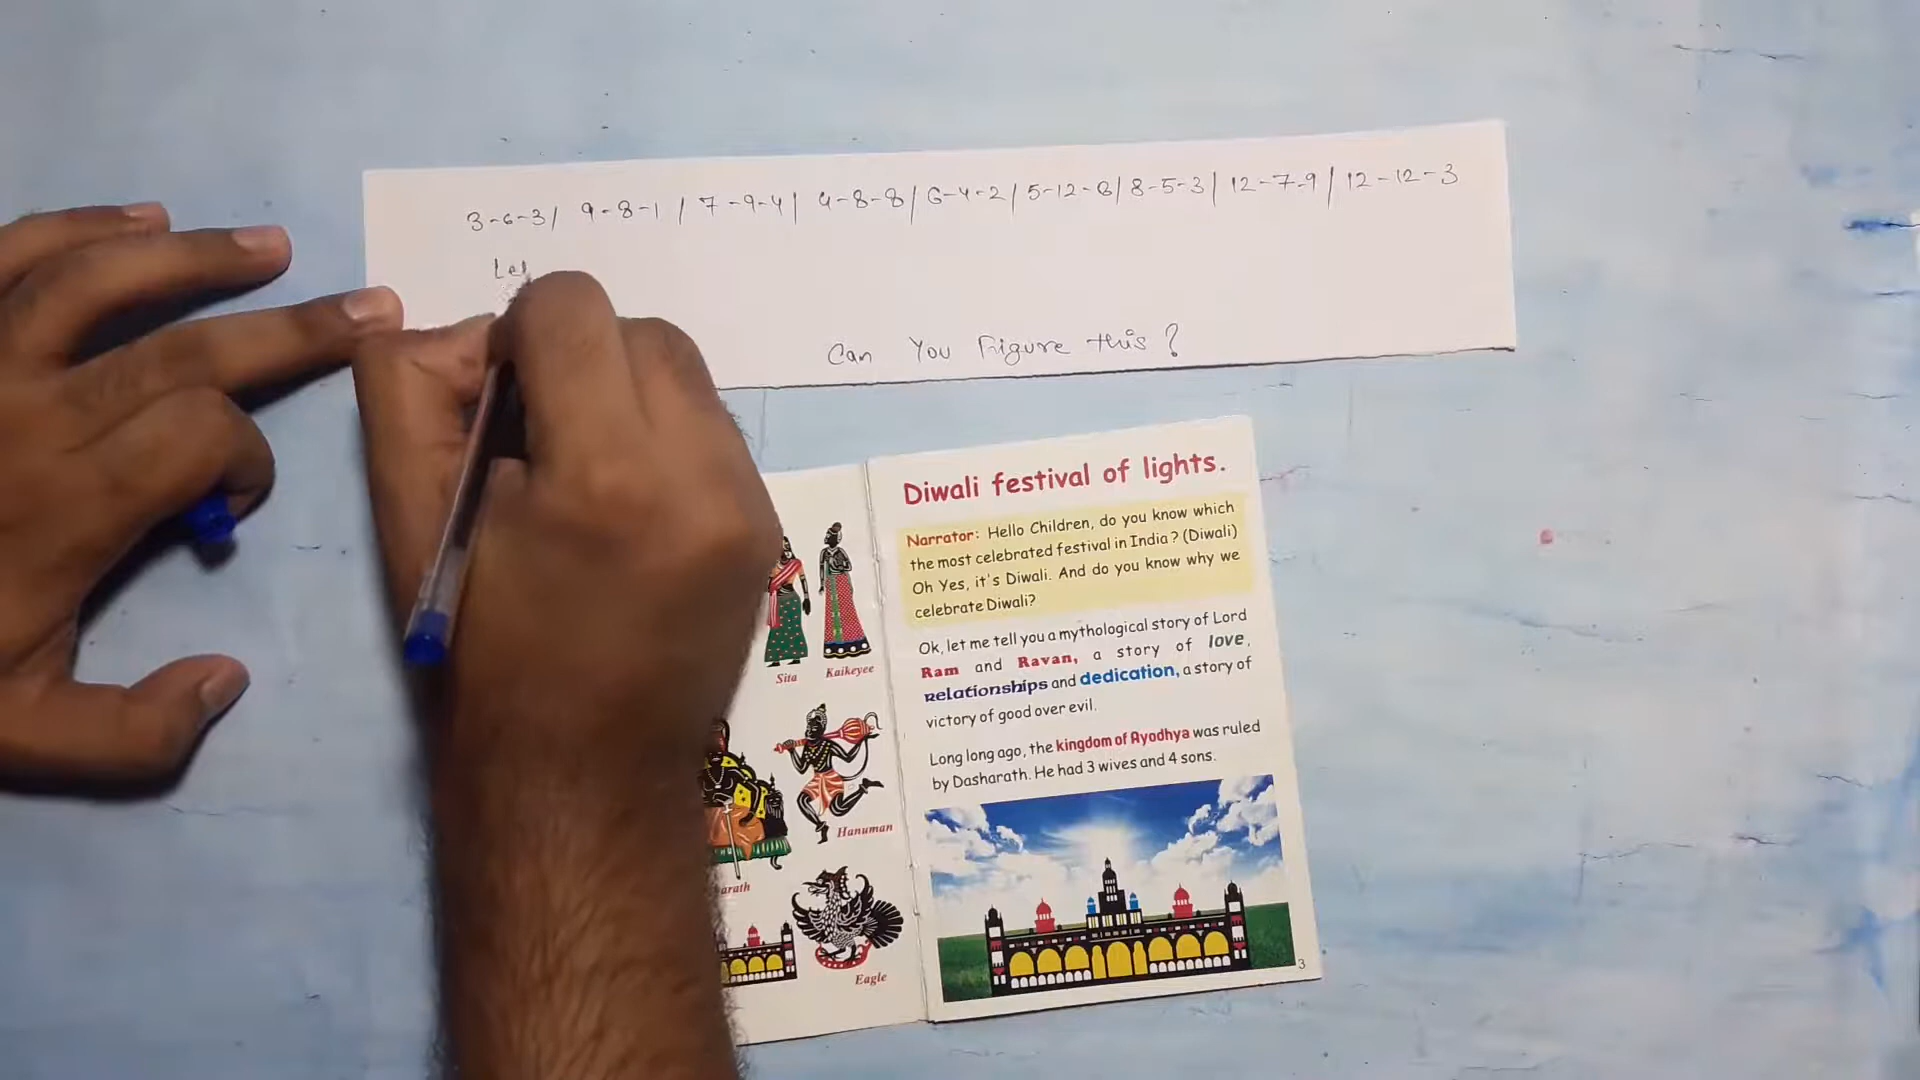 3-6-3/ 9-8-1 / 7-9-4/ 4-8-8/ 6-4-2/ 5-12-6/ 8-5-3/ 12-7-9/ 12-12-3
Let
Can You Figure this?
Diwali festival of lights.
Narrator: Hello Children, do you know which
the most celebrated festival in India? (Diwali)
Oh Yes, it's Diwali. And do you know why we
celebrate Diwali?
Ok, let me tell you a mythological story of Lord
Ram and Ravan, a story of love,
Relationships and dedication, a story of
victory of good over evil.
Long long ago, the kingdom of Ayodhya was ruled
by Dasharath. He had 3 wives and 4 sons.
Sita Kaikeyee
Hanuman
arath
Eagle
3